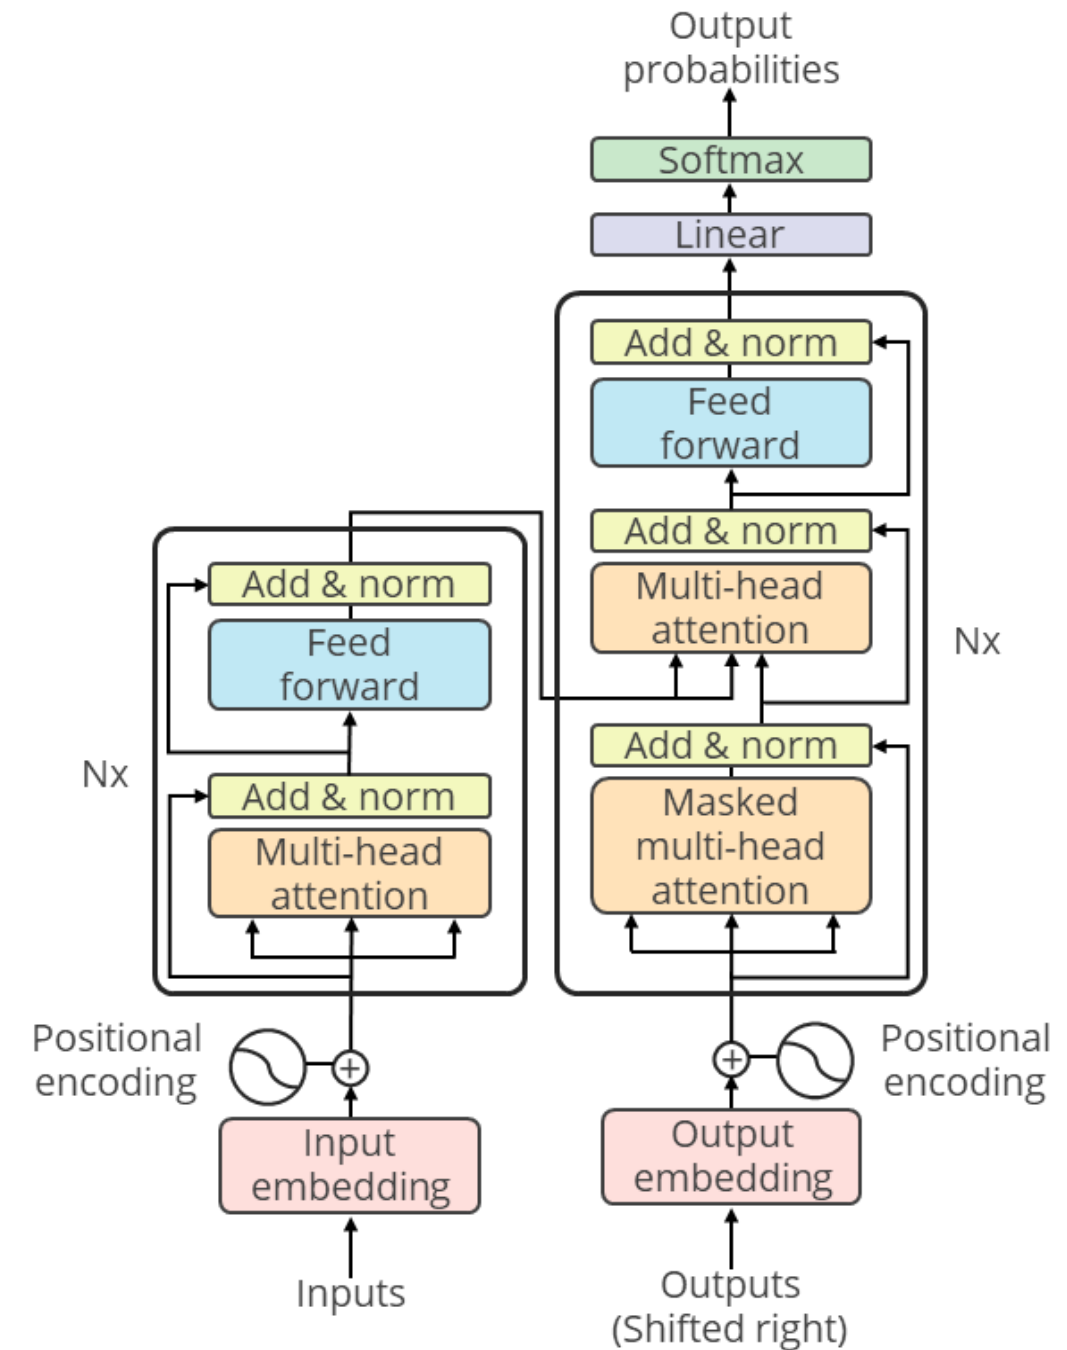 Output
probabilities
Softmax
Linear
Add & norm
Feed
forward
Add & norm
Multi-head
attention
Nx
Add & norm
Masked
multi-head
attention
Positional
encoding
Output
embedding
Outputs
(Shifted right)
Add & norm
Feed
forward
Nx
Add & norm
Multi-head
attention
Positional
encoding
Input
embedding
Inputs